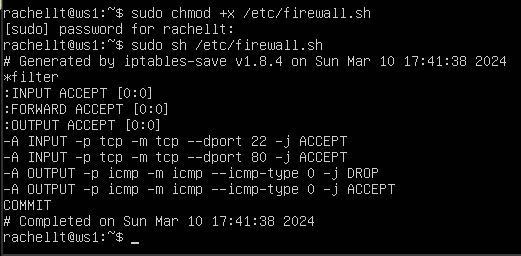 rachellt@ws1:~$ sudo chmod +x /etc/firewall.sh
[sudo] password for rachellt:
rachellt@ws1:~$ sudo sh /etc/firewall.sh
# Generated by iptables-save v1.8.4 on Sun Mar 10 17:41:38 2024
*filter
:INPUT ACCEPT [0:0]
:FORWARD ACCEPT [0:0]
:OUTPUT ACCEPT [0:0]
-A INPUT -p tcp -m tcp --dport 22 -j ACCEPT
-A INPUT -p tcp -m tcp --dport 80 -j ACCEPT
-A OUTPUT -p icmp -m icmp --icmp-type 0 -j DROP
-A OUTPUT -p icmp -m icmp --icmp-type 0 -j ACCEPT
COMMIT
# Completed on Sun Mar 10 17:41:38 2024
rachellt@ws1:~$ _